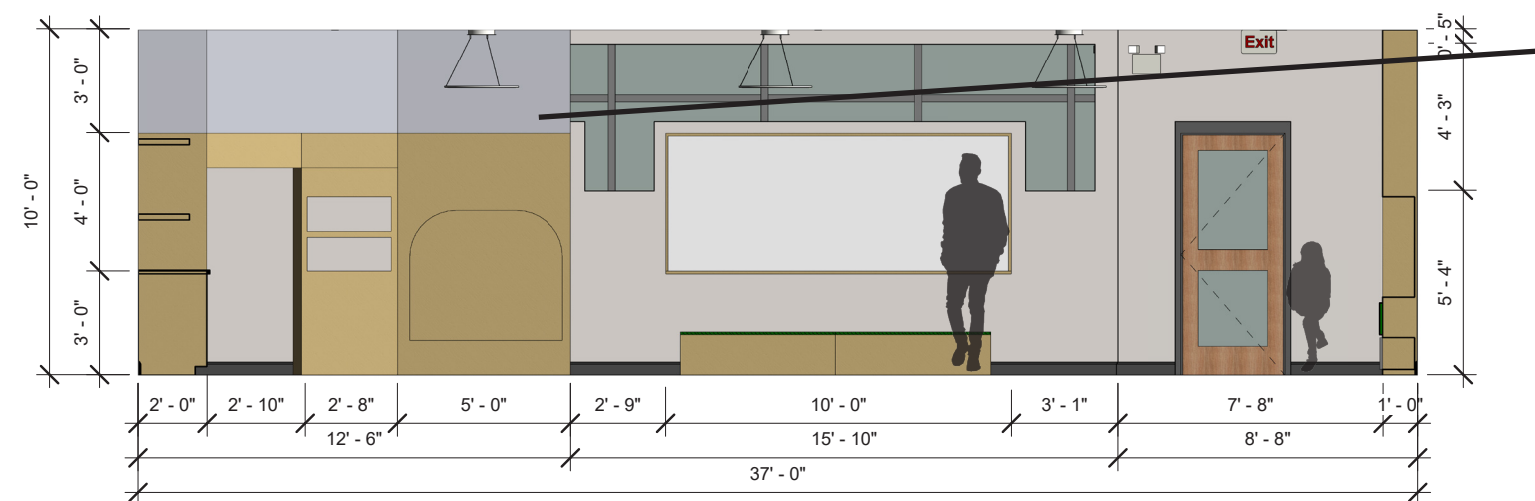 Exit
10' - 0"
3' - 0"
4' - 0"
3' - 0"
0' - 5"
4' - 3"
5' - 4"
2' - 0" 2' - 10" 2' - 8" 5' - 0" 2' - 9" 10' - 0" 3' - 1" 7' - 8" 1' - 0"
12' - 6" 15' - 10" 8' - 8"
37' - 0"